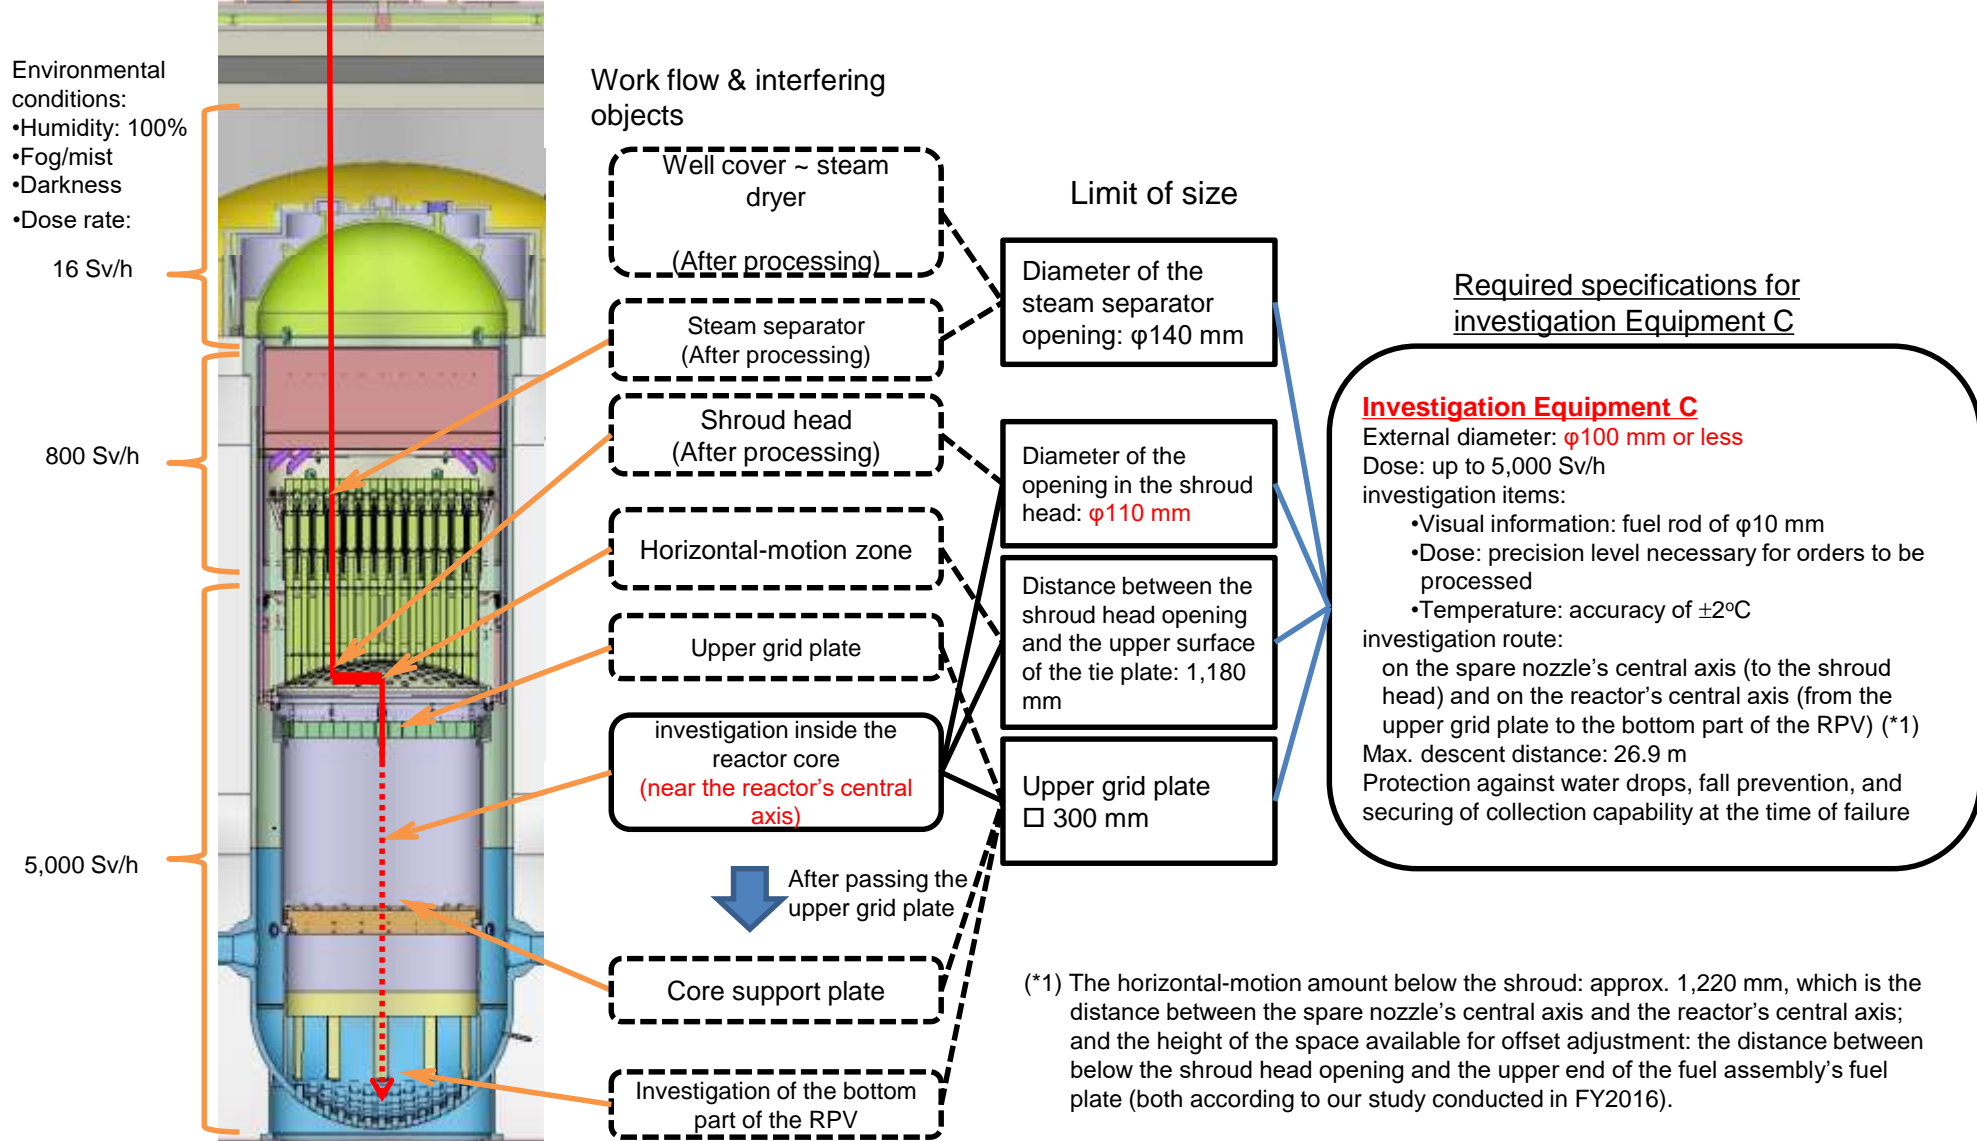 Environmental
conditions:
•Humidity: 100%
•Fog/mist
•Darkness
•Dose rate:
16 Sv/h
800 Sv/h
5,000 Sv/h
Work flow & interfering
objects
Well cover ~ steam
dryer
(After processing)
Steam separator
(After processing)
Shroud head
(After processing)
Horizontal-motion zone
Upper grid plate
investigation inside the
reactor core
(near the reactor's central
axis)
After passing the
upper grid plate
Core support plate
Investigation of the bottom
part of the RPV
Limit of size
Diameter of the
steam separator
opening: φ140 mm
Diameter of the
opening in the shroud
head: φ110 mm
Distance between the
shroud head opening
and the upper surface
of the tie plate: 1,180
mm
Upper grid plate
□ 300 mm
Required specifications for
investigation Equipment C
Investigation Equipment C
External diameter: φ100 mm or less
Dose: up to 5,000 Sv/h
investigation items:
•Visual information: fuel rod of φ10 mm
•Dose: precision level necessary for orders to be
processed
•Temperature: accuracy of ±2ºC
investigation route:
on the spare nozzle's central axis (to the shroud
head) and on the reactor's central axis (from the
upper grid plate to the bottom part of the RPV) (*1)
Max. descent distance: 26.9 m
Protection against water drops, fall prevention, and
securing of collection capability at the time of failure
(*1) The horizontal-motion amount below the shroud: approx. 1,220 mm, which is the
distance between the spare nozzle's central axis and the reactor's central axis;
and the height of the space available for offset adjustment: the distance between
below the shroud head opening and the upper end of the fuel assembly's fuel
plate (both according to our study conducted in FY2016).